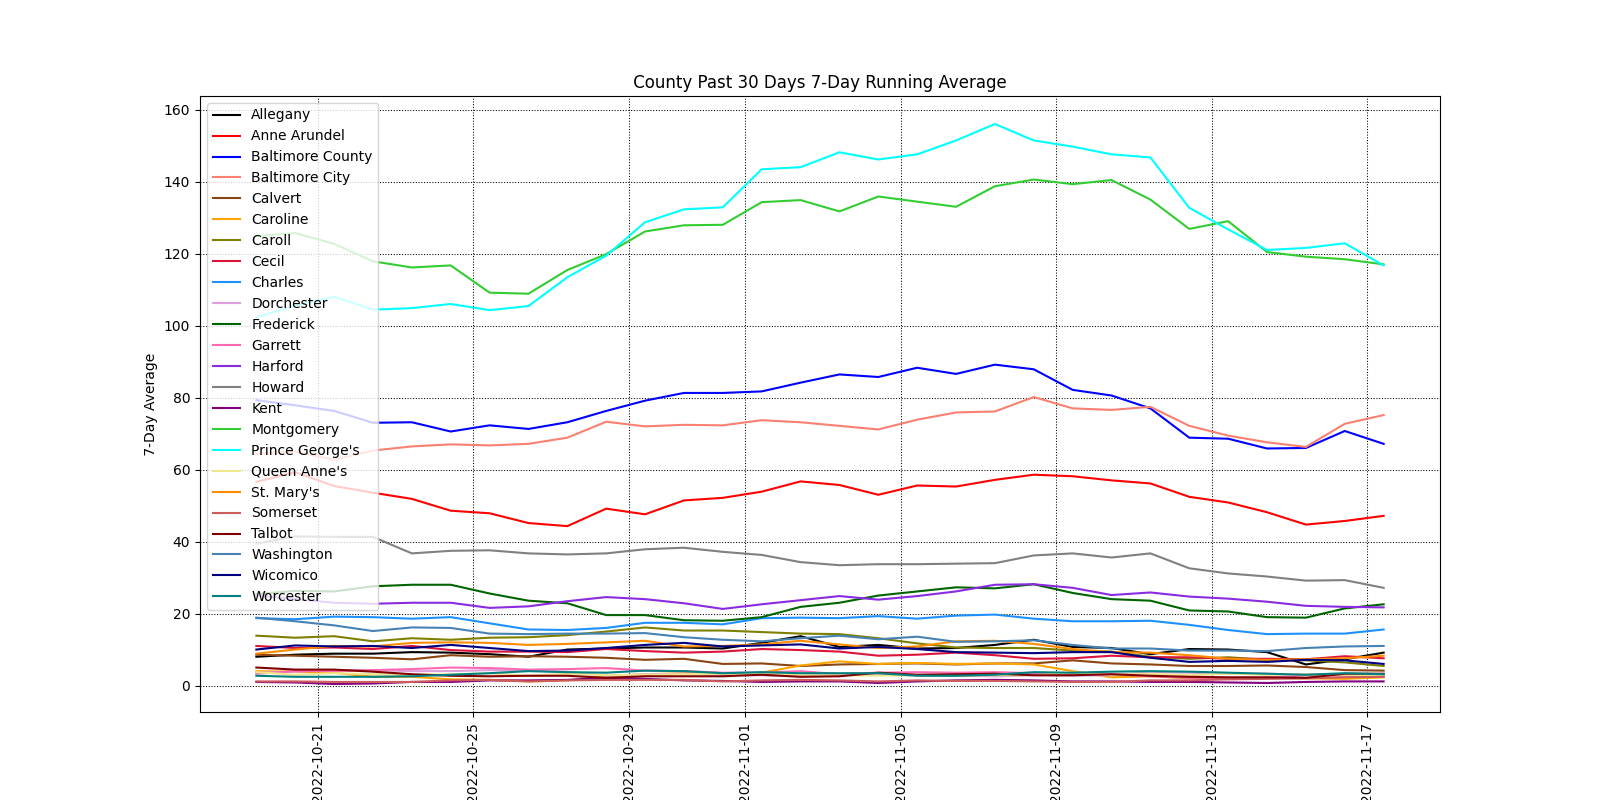 County Past 30 Days 7-Day Running Average
160
140
120
100
80
60
40
20
0
7-Day Average
Allegany
Anne Arundel
Baltimore County
Baltimore City
Calvert
Caroline
Caroll
Cecil
Charles
Dorchester
Frederick
Garrett
Harford
Howard
Kent
Montgomery
Prince George's
Queen Anne's
St. Mary's
Somerset
Talbot
Washington
Wicomico
Worcester
2022-10-21
2022-10-25
2022-10-29
2022-11-01
2022-11-05
2022-11-09
2022-11-13
2022-11-17